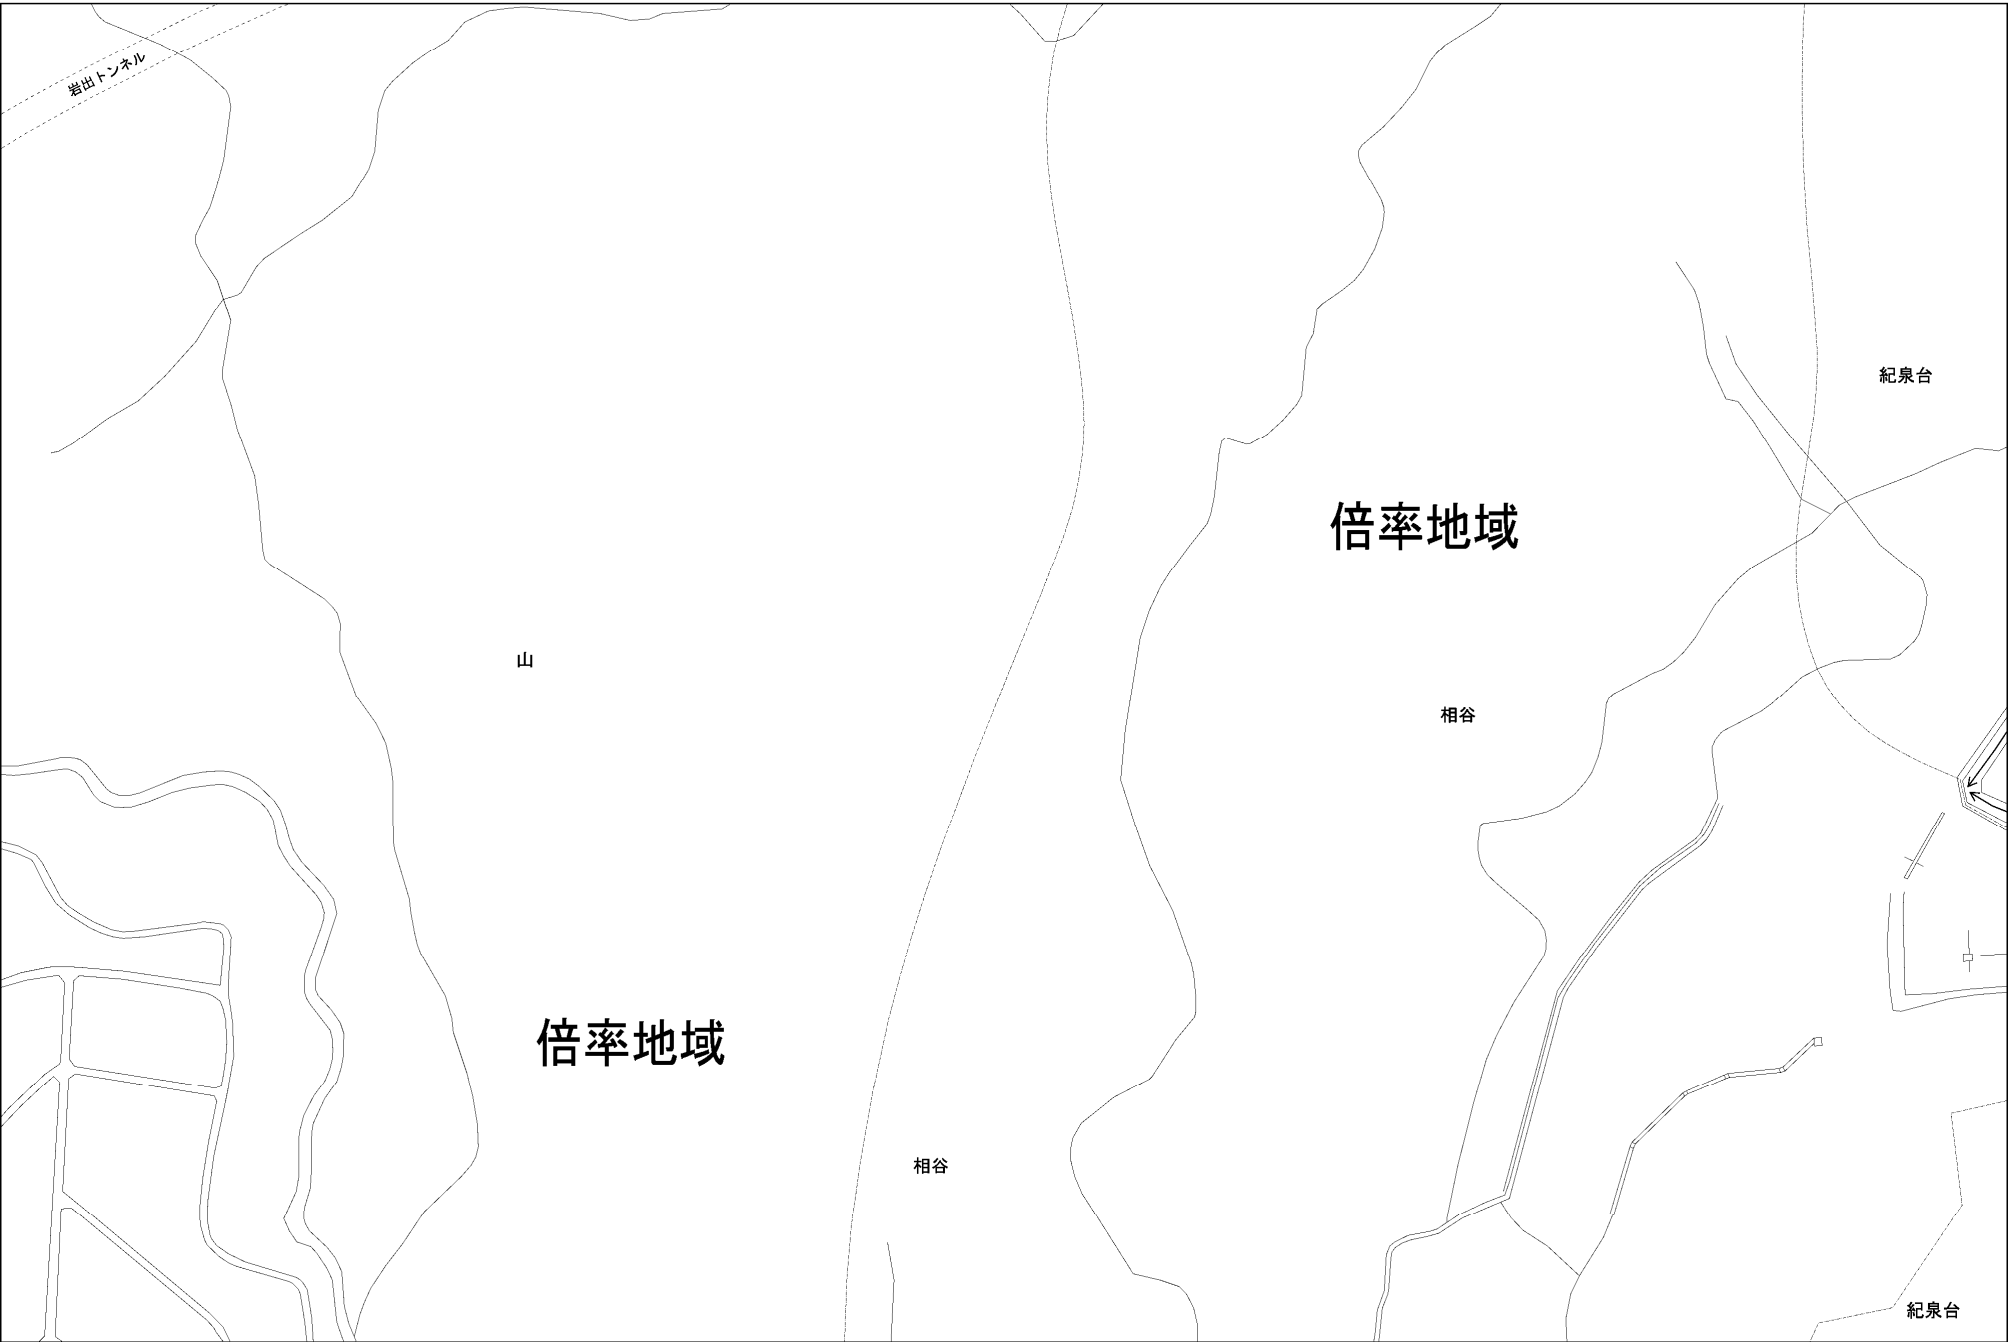 岩出トンネル
紀泉台
倍率地域
山
相谷
倍率地域
相谷
紀泉台